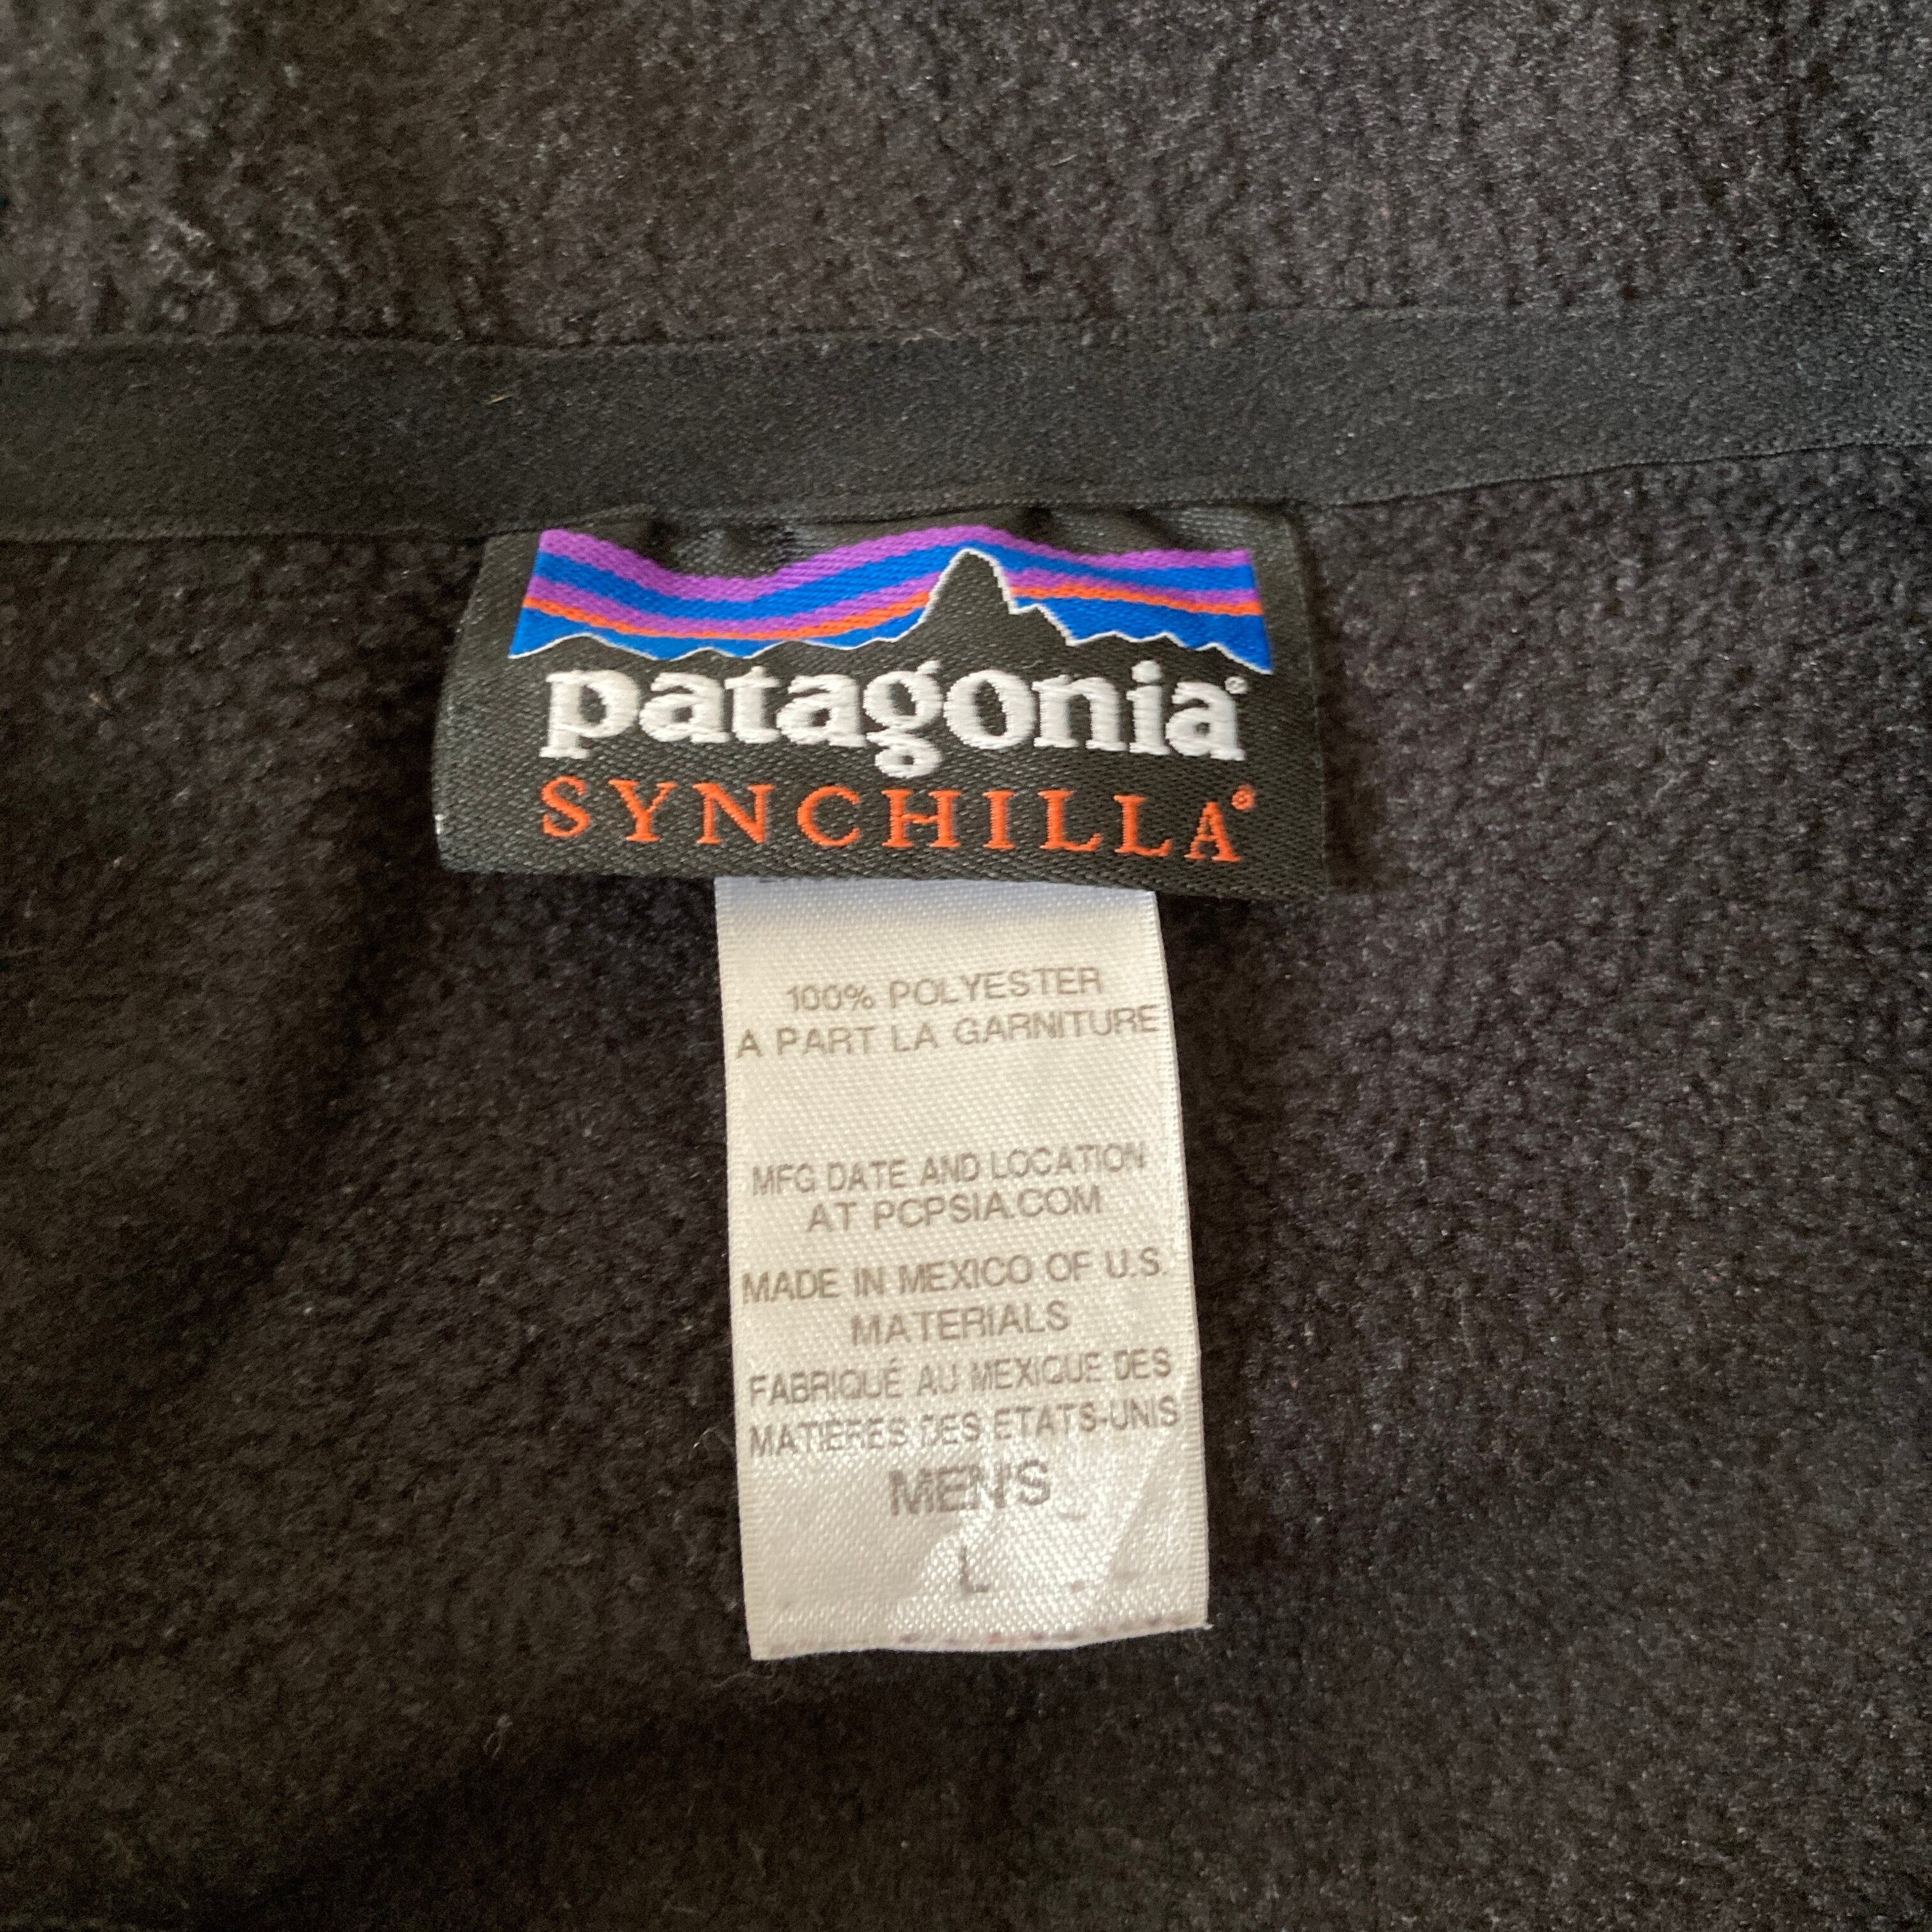 patagonia®
SYNCHILLA®
100% POLYESTER
A PART LA GARNITURE
MFG DATE AND LOCATION
AT PCPSIA.COM
MADE IN MEXICO OF U.S.
MATERIALS
FABRIQUÉ AU MEXIQUE DES
MATIERES DES ETATS-UNIS
MEN'S
L